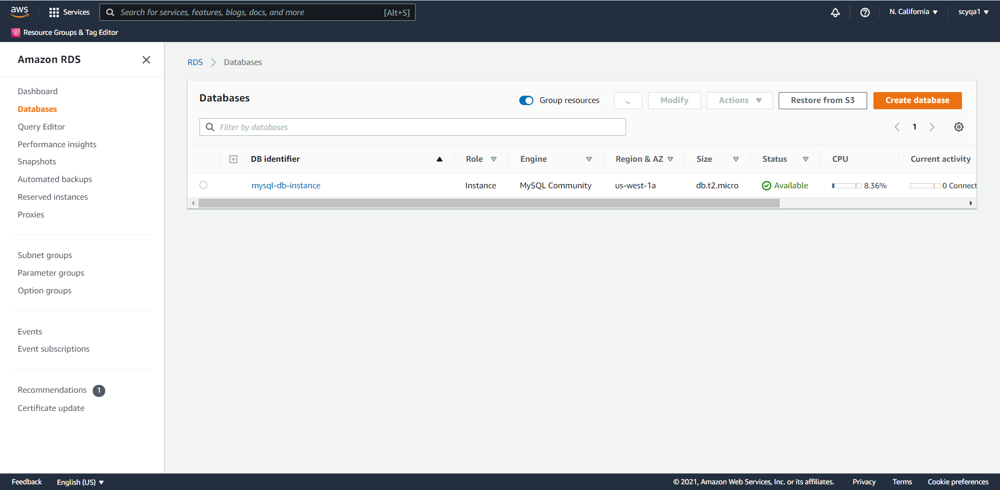 aws
Services
Search for services, features, blogs, docs, and more [Alt+S]
N. California
scyqa1
Resource Groups & Tag Editor
Amazon RDS
Dashboard
Databases
Query Editor
Performance insights
Snapshots
Automated backups
Reserved instances
Proxies
Subnet groups
Parameter groups
Option groups
Events
Event subscriptions
Recommendations 1
Certificate update
RDS Databases
Databases
Group resources
Modify
Actions
Restore from S3
Create database
Filter by databases
1
DB identifier Role Engine Region & AZ Size Status CPU Current activity
mysql-db-instance Instance MySQL Community us-west-1a db.t2.micro Available 8.36% 0 Connect
Feedback English (US) © 2021, Amazon Web Services, Inc. or its affiliates. Privacy Terms Cookie preferences